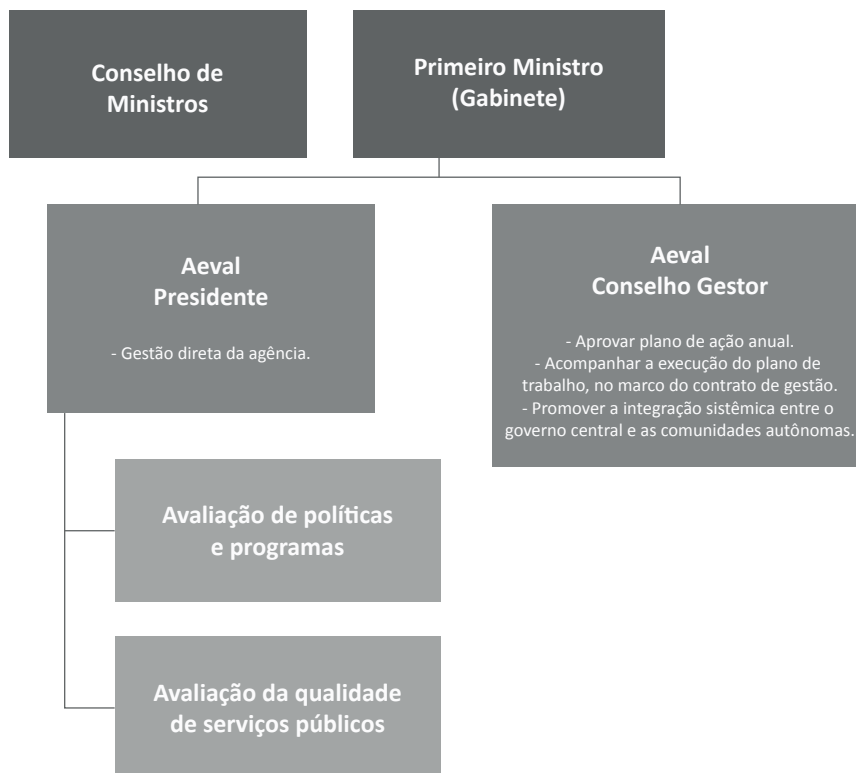 Conselho de
Ministros
Primeiro Ministro
(Gabinete)
Aeval
Presidente
- Gestão direta da agência.
Aeval
Conselho Gestor
- Aprovar plano de ação anual.
- Acompanhar a execução do plano de
trabalho, no marco do contrato de gestão.
- Promover a integração sistêmica entre o
governo central e as comunidades autônomas.
Avaliação de políticas
e programas
Avaliação da qualidade
de serviços públicos